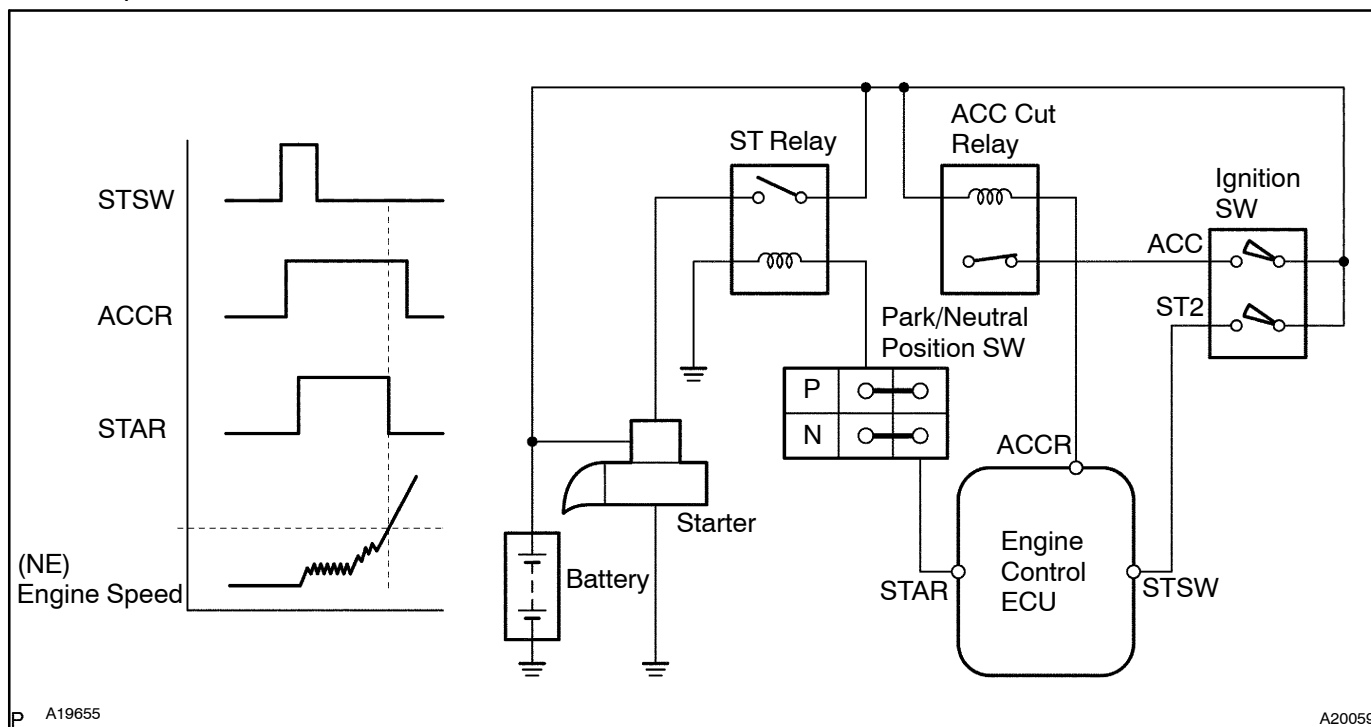 STSW
ACCR
STAR
(NE)
Engine Speed
ST Relay
ACC Cut
Relay
Ignition
SW
ACC
ST2
Park/Neutral
Position SW
P
N
ACCR
Starter
Battery
STAR
Engine
Control
ECU
STSW
P
A19655
A20059